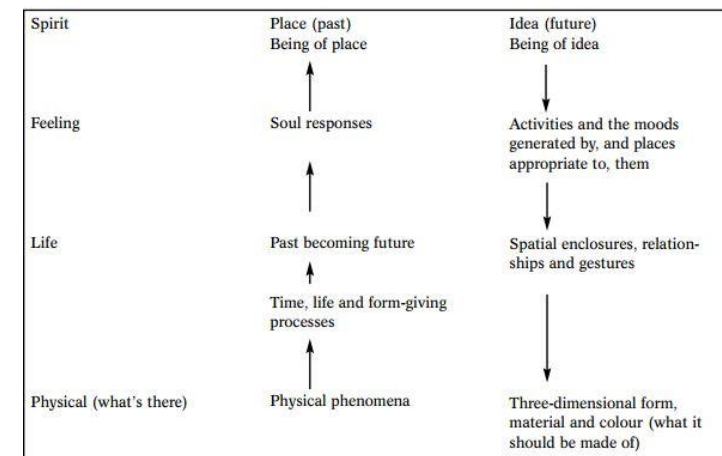 Spirit
Place (past)
Being of place
Idea (future)
Being of idea
Feeling
Soul responses
Activities and the moods
generated by, and places
appropriate to, them
Life
Past becoming future
Spatial enclosures, relation-
ships and gestures
Time, life and form-giving
processes
Physical (what's there)
Physical phenomena
Three-dimensional form,
material and colour (what it
should be made of)